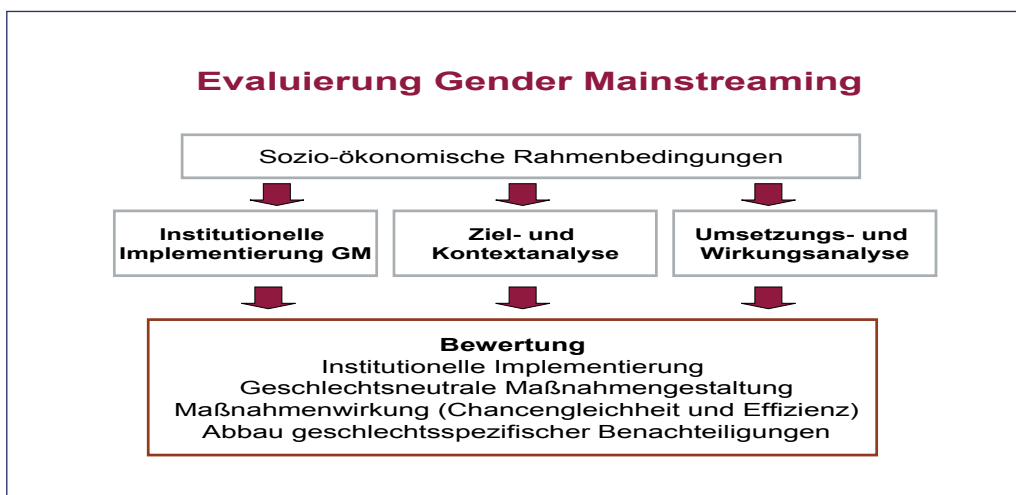 Evaluierung Gender Mainstreaming
Sozio-ökonomische Rahmenbedingungen
Institutionelle
Implementierung GM
Ziel- und
Kontextanalyse
Umsetzungs- und
Wirkungsanalyse
Bewertung
Institutionelle Implementierung
Geschlechtsneutrale Maßnahmengestaltung
Maßnahmenwirkung (Chancengleichheit und Effizienz)
Abbau geschlechtsspezifischer Benachteiligungen